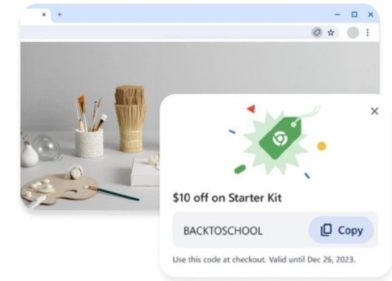 $10 off on Starter Kit
BACKTOSCHOOL
Copy
Use this code at checkout. Valid until Dec 26, 2023.